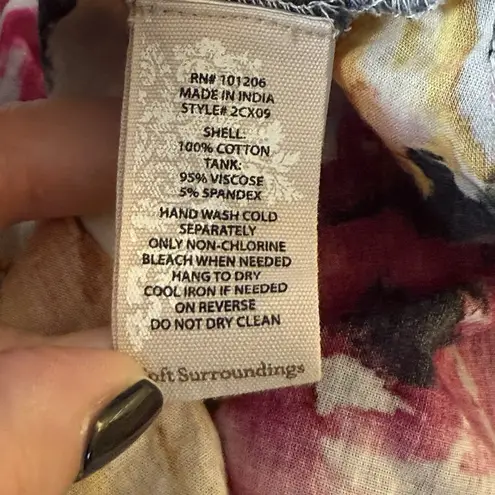 RN# 101206
MADE IN INDIA
STYLE# 2CX09
SHELL:
100% COTTON
TANK:
95% VISCOSE
5% SPANDEX
HAND WASH COLD
SEPARATELY
ONLY NON-CHLORINE
BLEACH WHEN NEEDED
HANG TO DRY
COOL IRON IF NEEDED
ON REVERSE
DO NOT DRY CLEAN
oft Surroundings